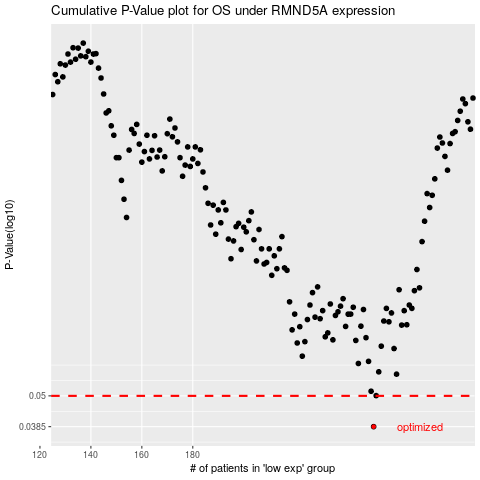 Cumulative P-Value plot for OS under RMND5A expression
P-Value(log10)
0.05
0.0385
optimized
120 140 160 180
# of patients in 'low exp' group